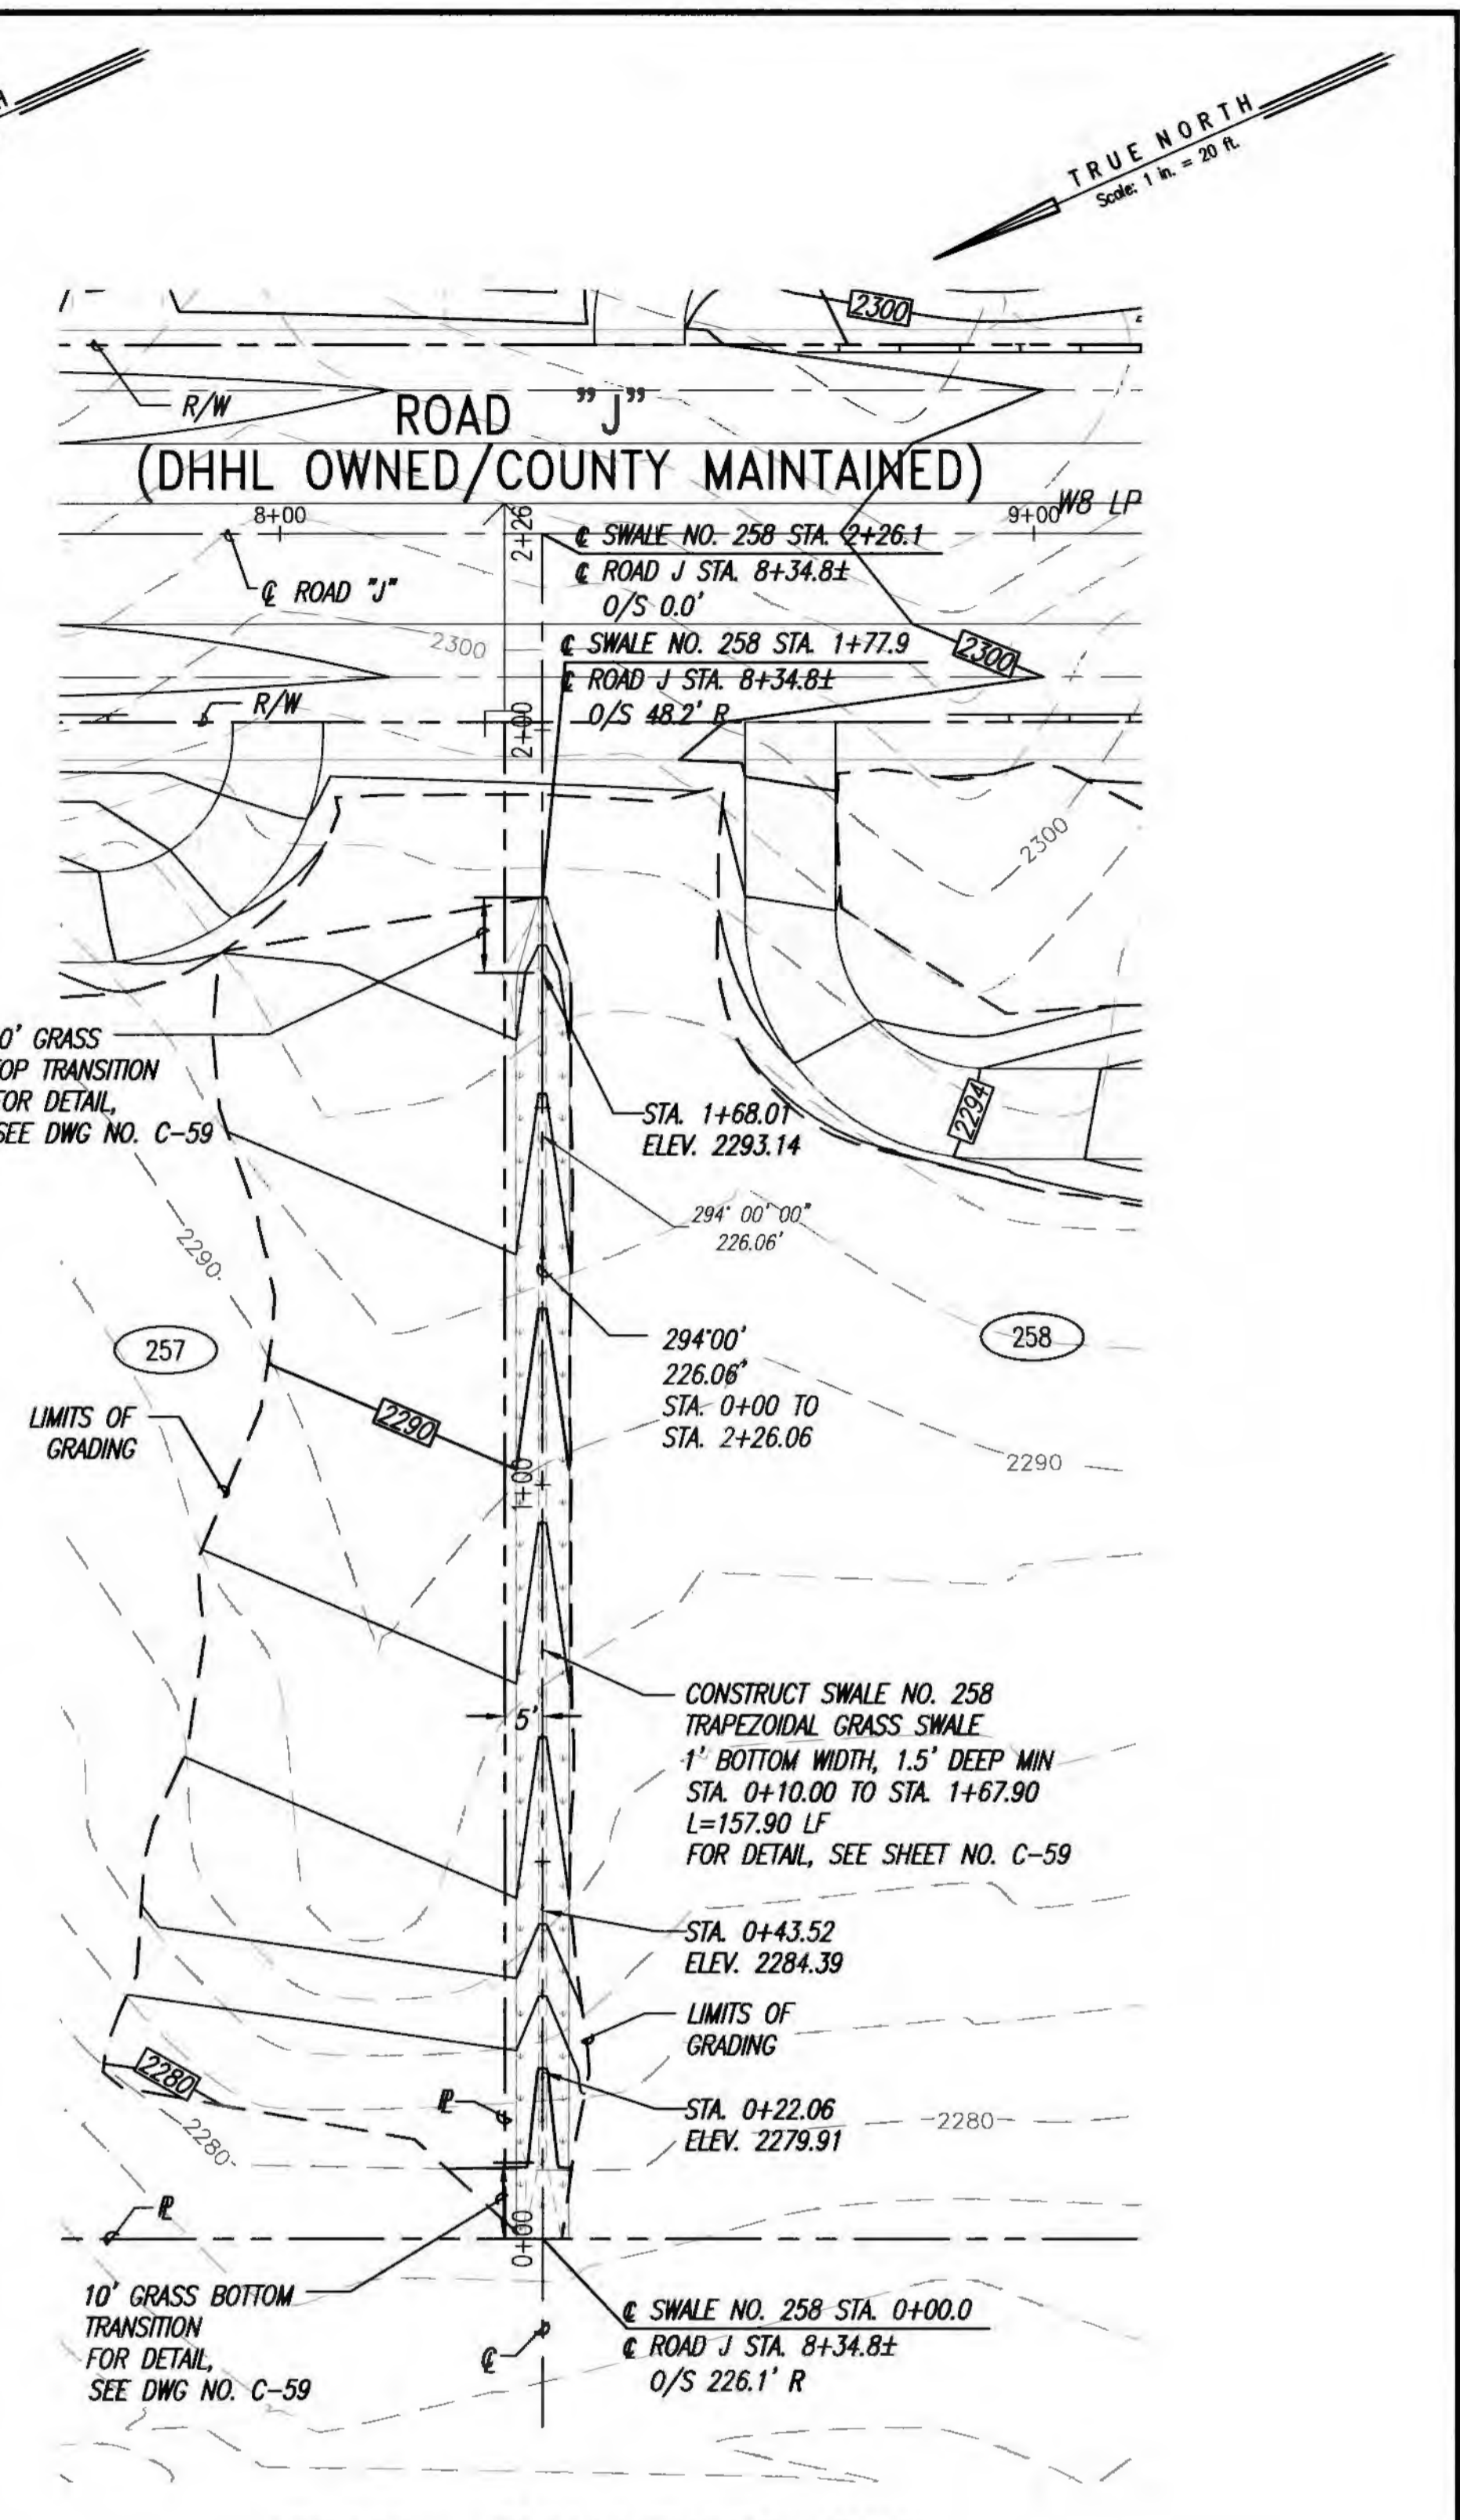 TRUE NORTH
Scale: 1 in. = 20 ft.
2300
R/W
ROAD "J"
(DHHL OWNED/COUNTY MAINTAINED)
8+00
2+26
9+00
W8 LP
℄ SWALE NO. 258 STA. 2+26.1
℄ ROAD J STA. 8+34.8±
O/S 0.0'
℄ ROAD "J"
2300
℄ SWALE NO. 258 STA. 1+77.9
℄ ROAD J STA. 8+34.8±
O/S 48.2' R
2300
R/W
2+00
2300
0' GRASS
OP TRANSITION
OR DETAIL,
SEE DWG NO. C-59
STA. 1+68.01
ELEV. 2293.14
2294
294° 00' 00"
226.06'
2290
257
294°00'
226.06'
STA. 0+00 TO
STA. 2+26.06
258
LIMITS OF
GRADING
2290
1+00
2290
5'
CONSTRUCT SWALE NO. 258
TRAPEZOIDAL GRASS SWALE
1' BOTTOM WIDTH, 1.5' DEEP MIN
STA. 0+10.00 TO STA. 1+67.90
L=157.90 LF
FOR DETAIL, SEE SHEET NO. C-59
STA. 0+43.52
ELEV. 2284.39
LIMITS OF
GRADING
2280
2280
℄
STA. 0+22.06
ELEV. 2279.91
2280
0+00
10' GRASS BOTTOM
TRANSITION
FOR DETAIL,
SEE DWG NO. C-59
℄ SWALE NO. 258 STA. 0+00.0
℄ ROAD J STA. 8+34.8±
O/S 226.1' R